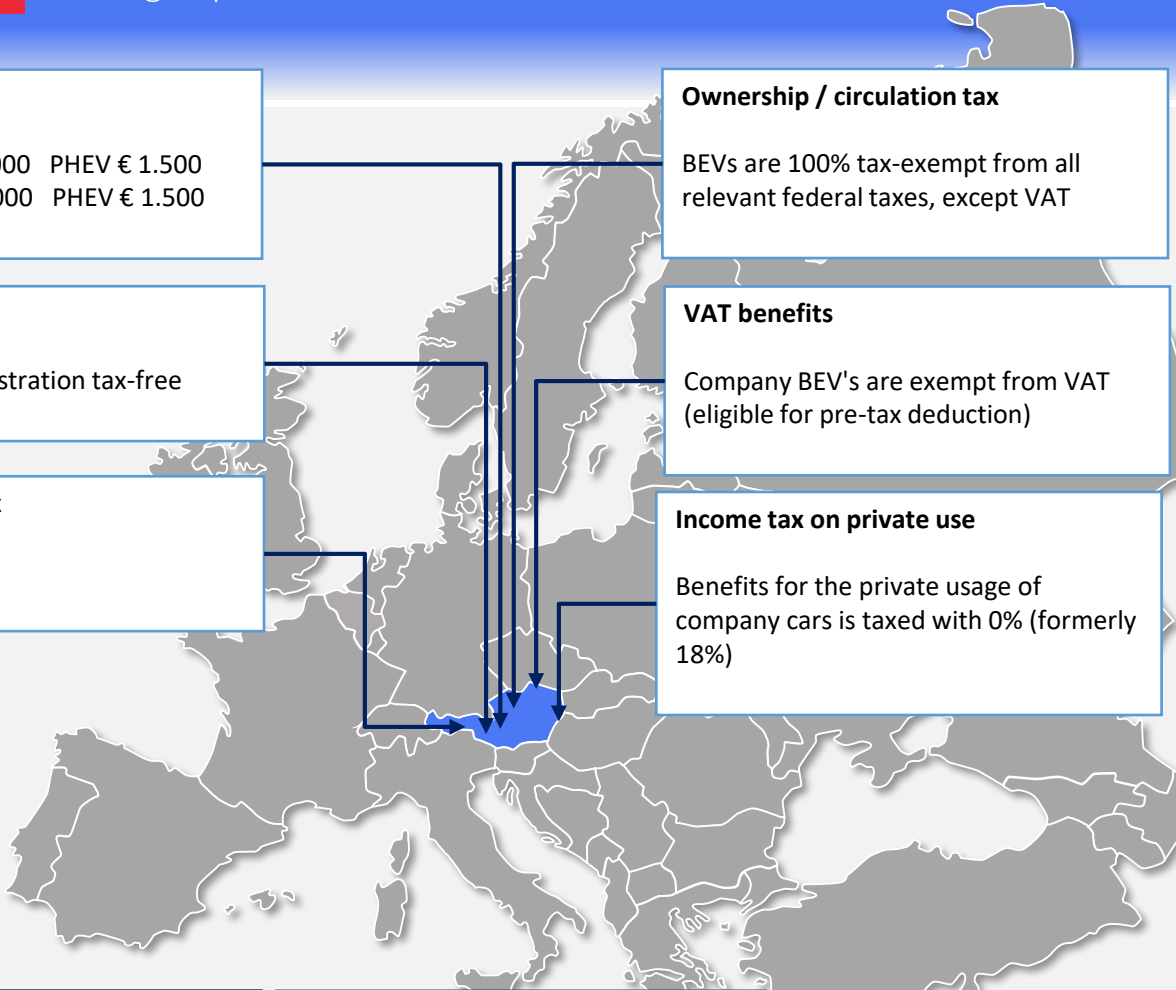 000 PHEV € 1.500
000 PHEV € 1.500
stration tax-free
Ownership / circulation tax
BEVs are 100% tax-exempt from all
relevant federal taxes, except VAT
VAT benefits
Company BEV's are exempt from VAT
(eligible for pre-tax deduction)
Income tax on private use
Benefits for the private usage of
company cars is taxed with 0% (formerly
18%)